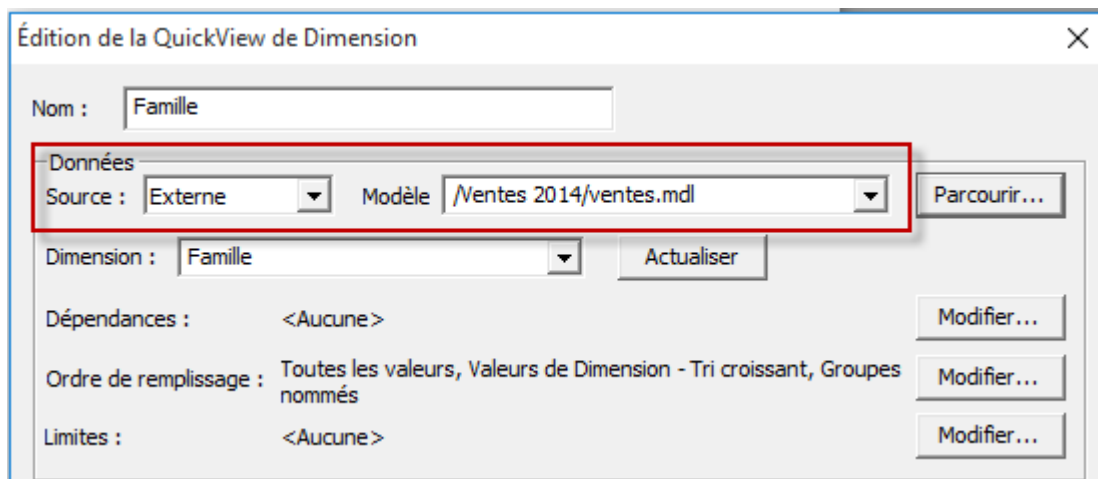 Édition de la QuickView de Dimension
Nom : Famille
Données
Source : Externe Modèle /Ventes 2014/ventes.mdl Parcourir...
Dimension : Famille Actualiser
Dépendances : <Aucune> Modifier...
Ordre de remplissage : Toutes les valeurs, Valeurs de Dimension - Tri croissant, Groupes nommés Modifier...
Limites : <Aucune> Modifier...